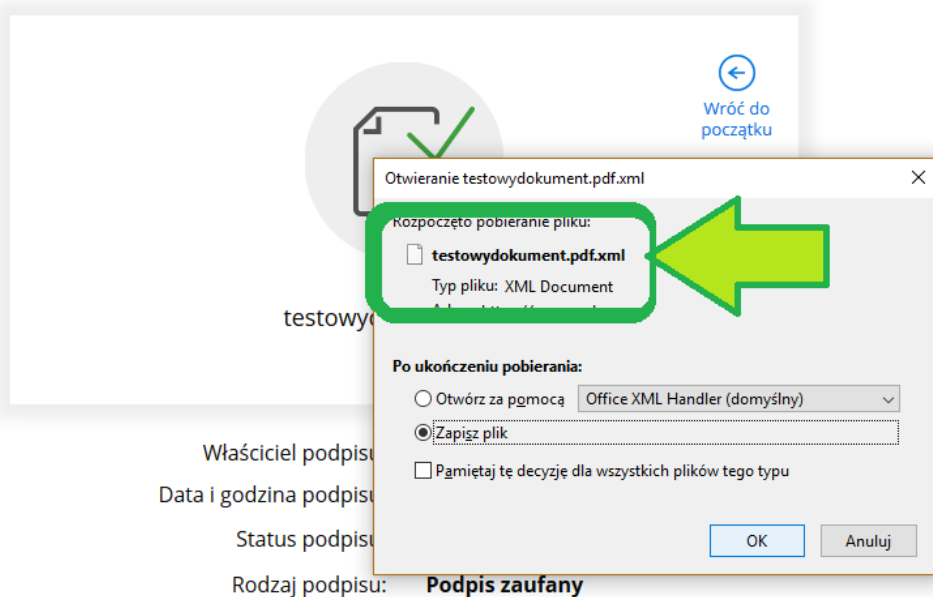 Wróć do
początku
Otwieranie testowydokument.pdf.xml
Rozpoczęto pobieranie pliku:
testowydokument.pdf.xml
Typ pliku: XML Document
testowyd
Po ukończeniu pobierania:
Otwórz za pomocą Office XML Handler (domyślny)
Zapisz plik
Pamiętaj tę decyzję dla wszystkich plików tego typu
OK Anuluj
Właściciel podpisu
Data i godzina podpisu
Status podpisu
Rodzaj podpisu: Podpis zaufany